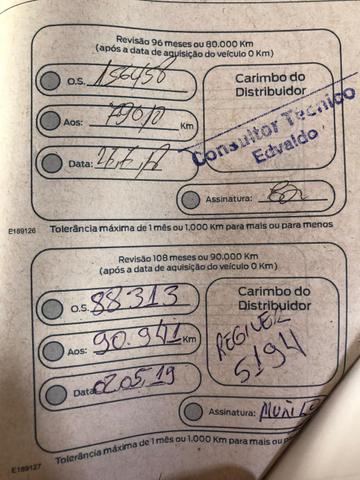 Revisão 96 meses ou 80.000 Km
(após a data de aquisição do veículo 0 Km)
O.S. 156450
Carimbo do
Distribuidor
Aos: Km
Consultor Técnico
Edvaldo
Data:
Assinatura:
E189126 Tolerância máxima de 1 mês ou 1.000 Km para mais ou para menos
Revisão 108 meses ou 90.000 Km
(após a data de aquisição do veículo 0 Km)
O.S. 88313
Carimbo do
Distribuidor
Aos: 90.941 Km
5194
Data: 02.05.19
Assinatura:
E189127 Tolerância máxima de 1 mês ou 1.000 Km para mais ou